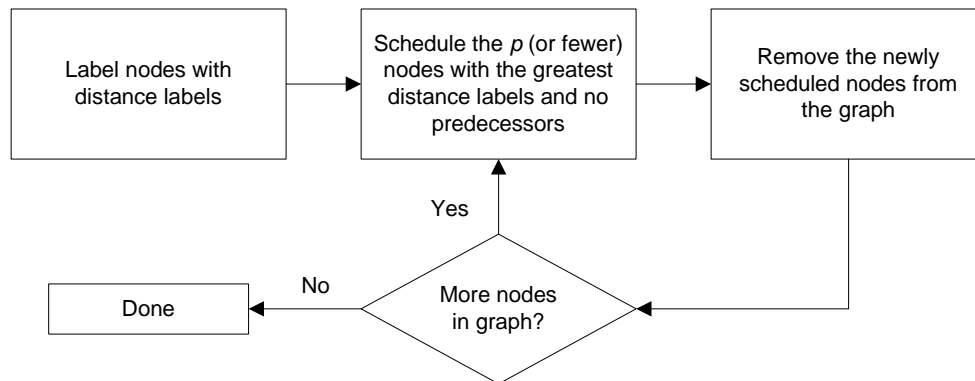 Label nodes with
distance labels
Schedule the p (or fewer)
nodes with the greatest
distance labels and no
predecessors
Remove the newly
scheduled nodes from
the graph
Yes
No
More nodes
in graph?
Done